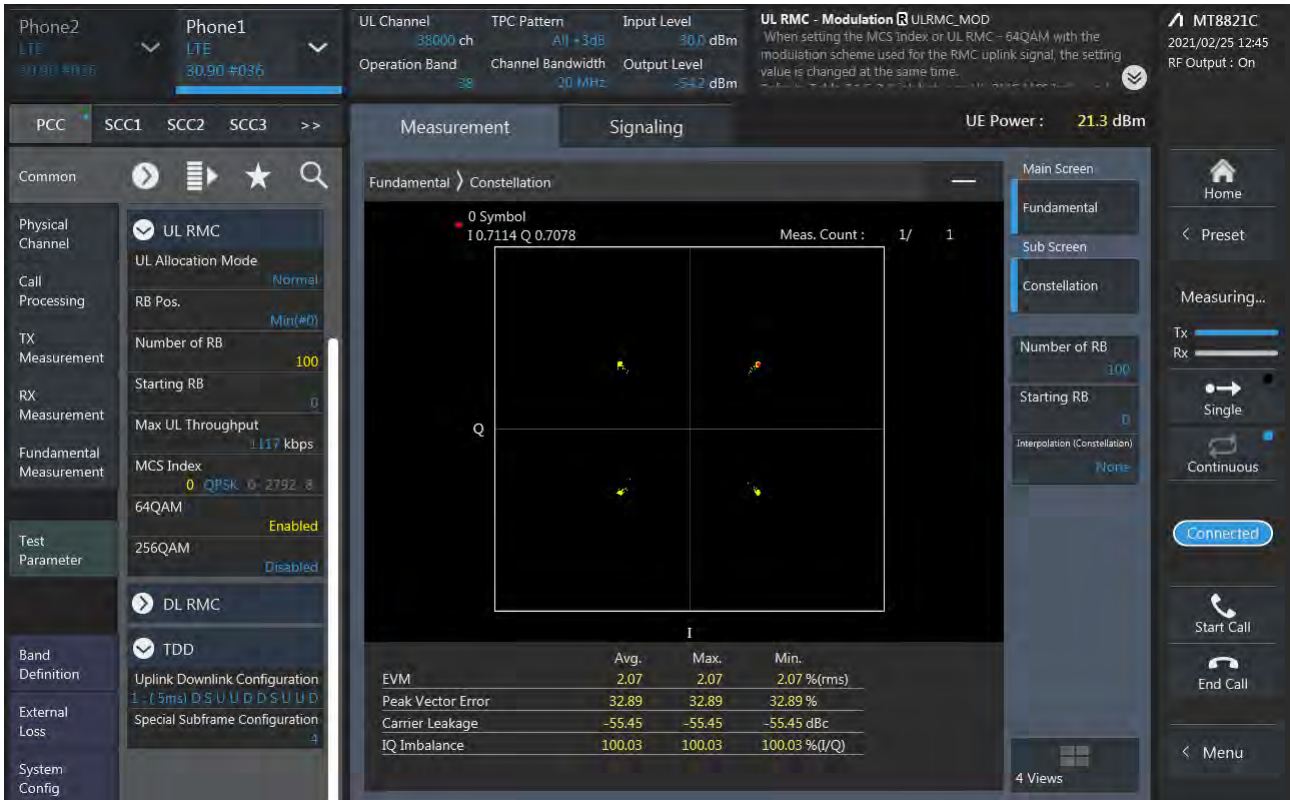 Phone2
LTE
30.90 #036
Phone1
LTE
30.90 #036
UL Channel
38000 ch
TPC Pattern
All +3dB
Input Level
30.0 dBm
Operation Band
38
Channel Bandwidth
20 MHz
Output Level
-54.2 dBm
UL RMC - Modulation R ULRMC_MOD
When setting the MCS Index or UL RMC - 64QAM with the
modulation scheme used for the RMC uplink signal, the setting
value is changed at the same time.
MT8821C
2021/02/25 12:45
RF Output : On
PCC SCC1 SCC2 SCC3 >>
Measurement
Signaling
UE Power : 21.3 dBm
Common
Physical
Channel
Call
Processing
TX
Measurement
RX
Measurement
Fundamental
Measurement
Test
Parameter
Band
Definition
External
Loss
System
Config
UL RMC
UL Allocation Mode
Normal
RB Pos.
Min(#0)
Number of RB
100
Starting RB
0
Max UL Throughput
1117 kbps
MCS Index
0 QPSK 0 2792 8
64QAM
Enabled
256QAM
Disabled
DL RMC
TDD
Uplink Downlink Configuration
1 : ( 5ms) D S U U D D S U U D
Special Subframe Configuration
4
Fundamental ⟩ Constellation
0 Symbol
I 0.7114 Q 0.7078
Meas. Count : 1/ 1
Q
I
Avg. Max. Min.
EVM 2.07 2.07 2.07 %(rms)
Peak Vector Error 32.89 32.89 32.89 %
Carrier Leakage -55.45 -55.45 -55.45 dBc
IQ Imbalance 100.03 100.03 100.03 %(I/Q)
Main Screen
Fundamental
Sub Screen
Constellation
Number of RB
100
Starting RB
0
Interpolation (Constellation)
None
4 Views
Home
< Preset
Measuring...
Tx
Rx
Single
Continuous
Connected
Start Call
End Call
< Menu